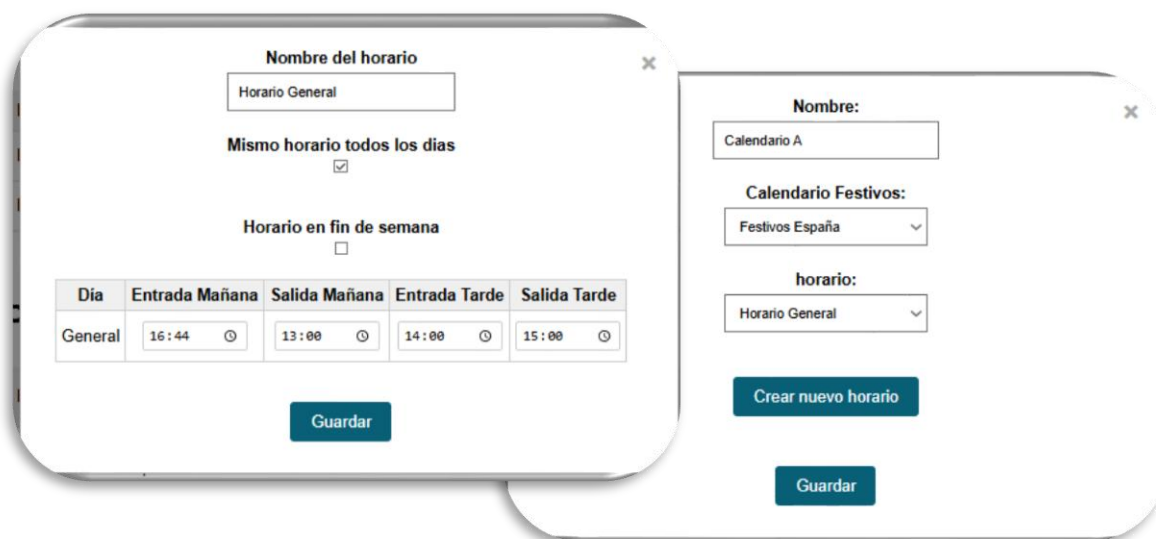 Nombre del horario
Horario General
Mismo horario todos los dias
Horario en fin de semana
Día Entrada Mañana Salida Mañana Entrada Tarde Salida Tarde
General 16:44 13:00 14:00 15:00
Guardar
Nombre:
Calendario A
Calendario Festivos:
Festivos España
horario:
Horario General
Crear nuevo horario
Guardar